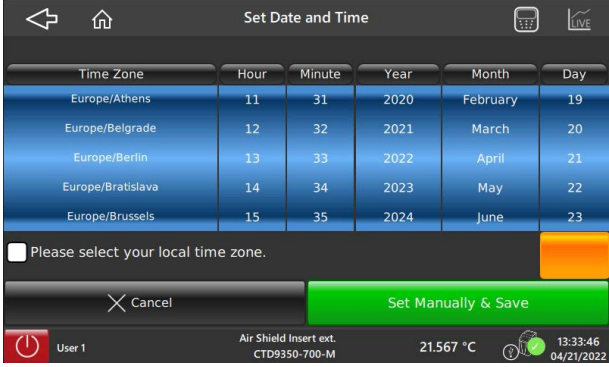 Set Date and Time
LIVE
Time Zone Hour Minute Year Month Day
Europe/Athens 11 31 2020 February 19
Europe/Belgrade 12 32 2021 March 20
Europe/Berlin 13 33 2022 April 21
Europe/Bratislava 14 34 2023 May 22
Europe/Brussels 15 35 2024 June 23
Please select your local time zone.
Cancel Set Manually & Save
User 1
Air Shield Insert ext.
CTD9350-700-M
21.567 °C
?
13:33:46
04/21/2022